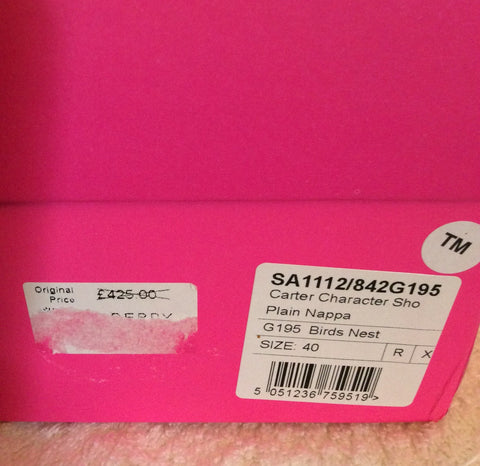 TM
SA1112/842G195
Carter Character Sho
Plain Nappa
G195 Birds Nest
SIZE: 40 R X
5 051236 759519>
Original
Price £425.00